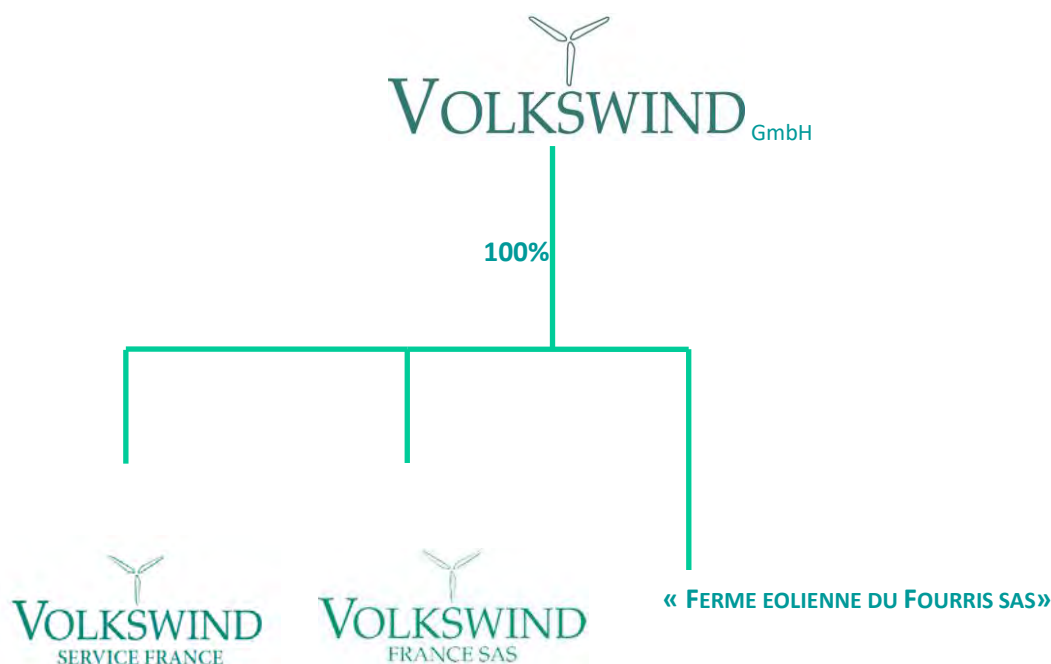 VOLKSWIND GmbH
100%
VOLKSWIND
SERVICE FRANCE
VOLKSWIND
FRANCE SAS
« FERME EOLIENNE DU FOURRIS SAS»